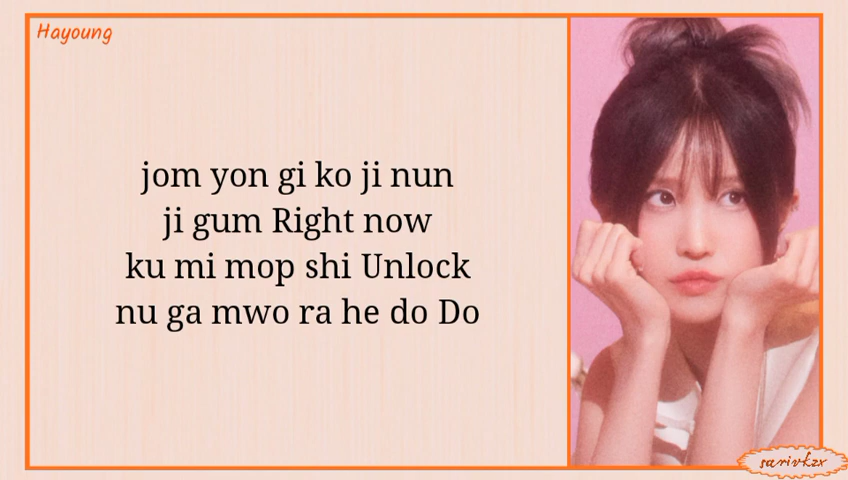 Hayoung
jom yon gi ko ji nun
ji gum Right now
ku mi mop shi Unlock
nu ga mwo ra he do Do
sarivkzx